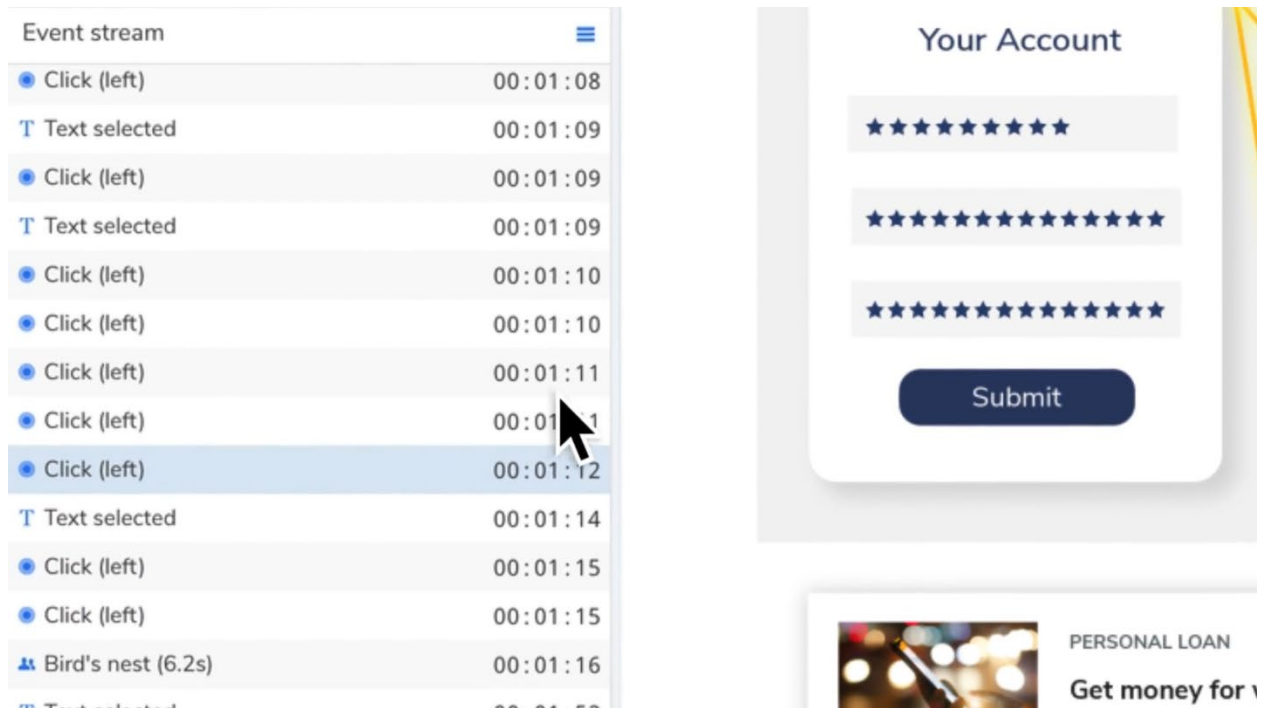 Event stream
Click (left) 00:01:08
Text selected 00:01:09
Click (left) 00:01:09
Text selected 00:01:09
Click (left) 00:01:10
Click (left) 00:01:10
Click (left) 00:01:11
Click (left)
Click (left) 00:01:12
Text selected 00:01:14
Click (left) 00:01:15
Click (left) 00:01:15
Bird's nest (6.2s) 00:01:16
Your Account
★★★★★★★★★
★★★★★★★★★★★★★★
★★★★★★★★★★★★★★
Submit
PERSONAL LOAN
Get money for